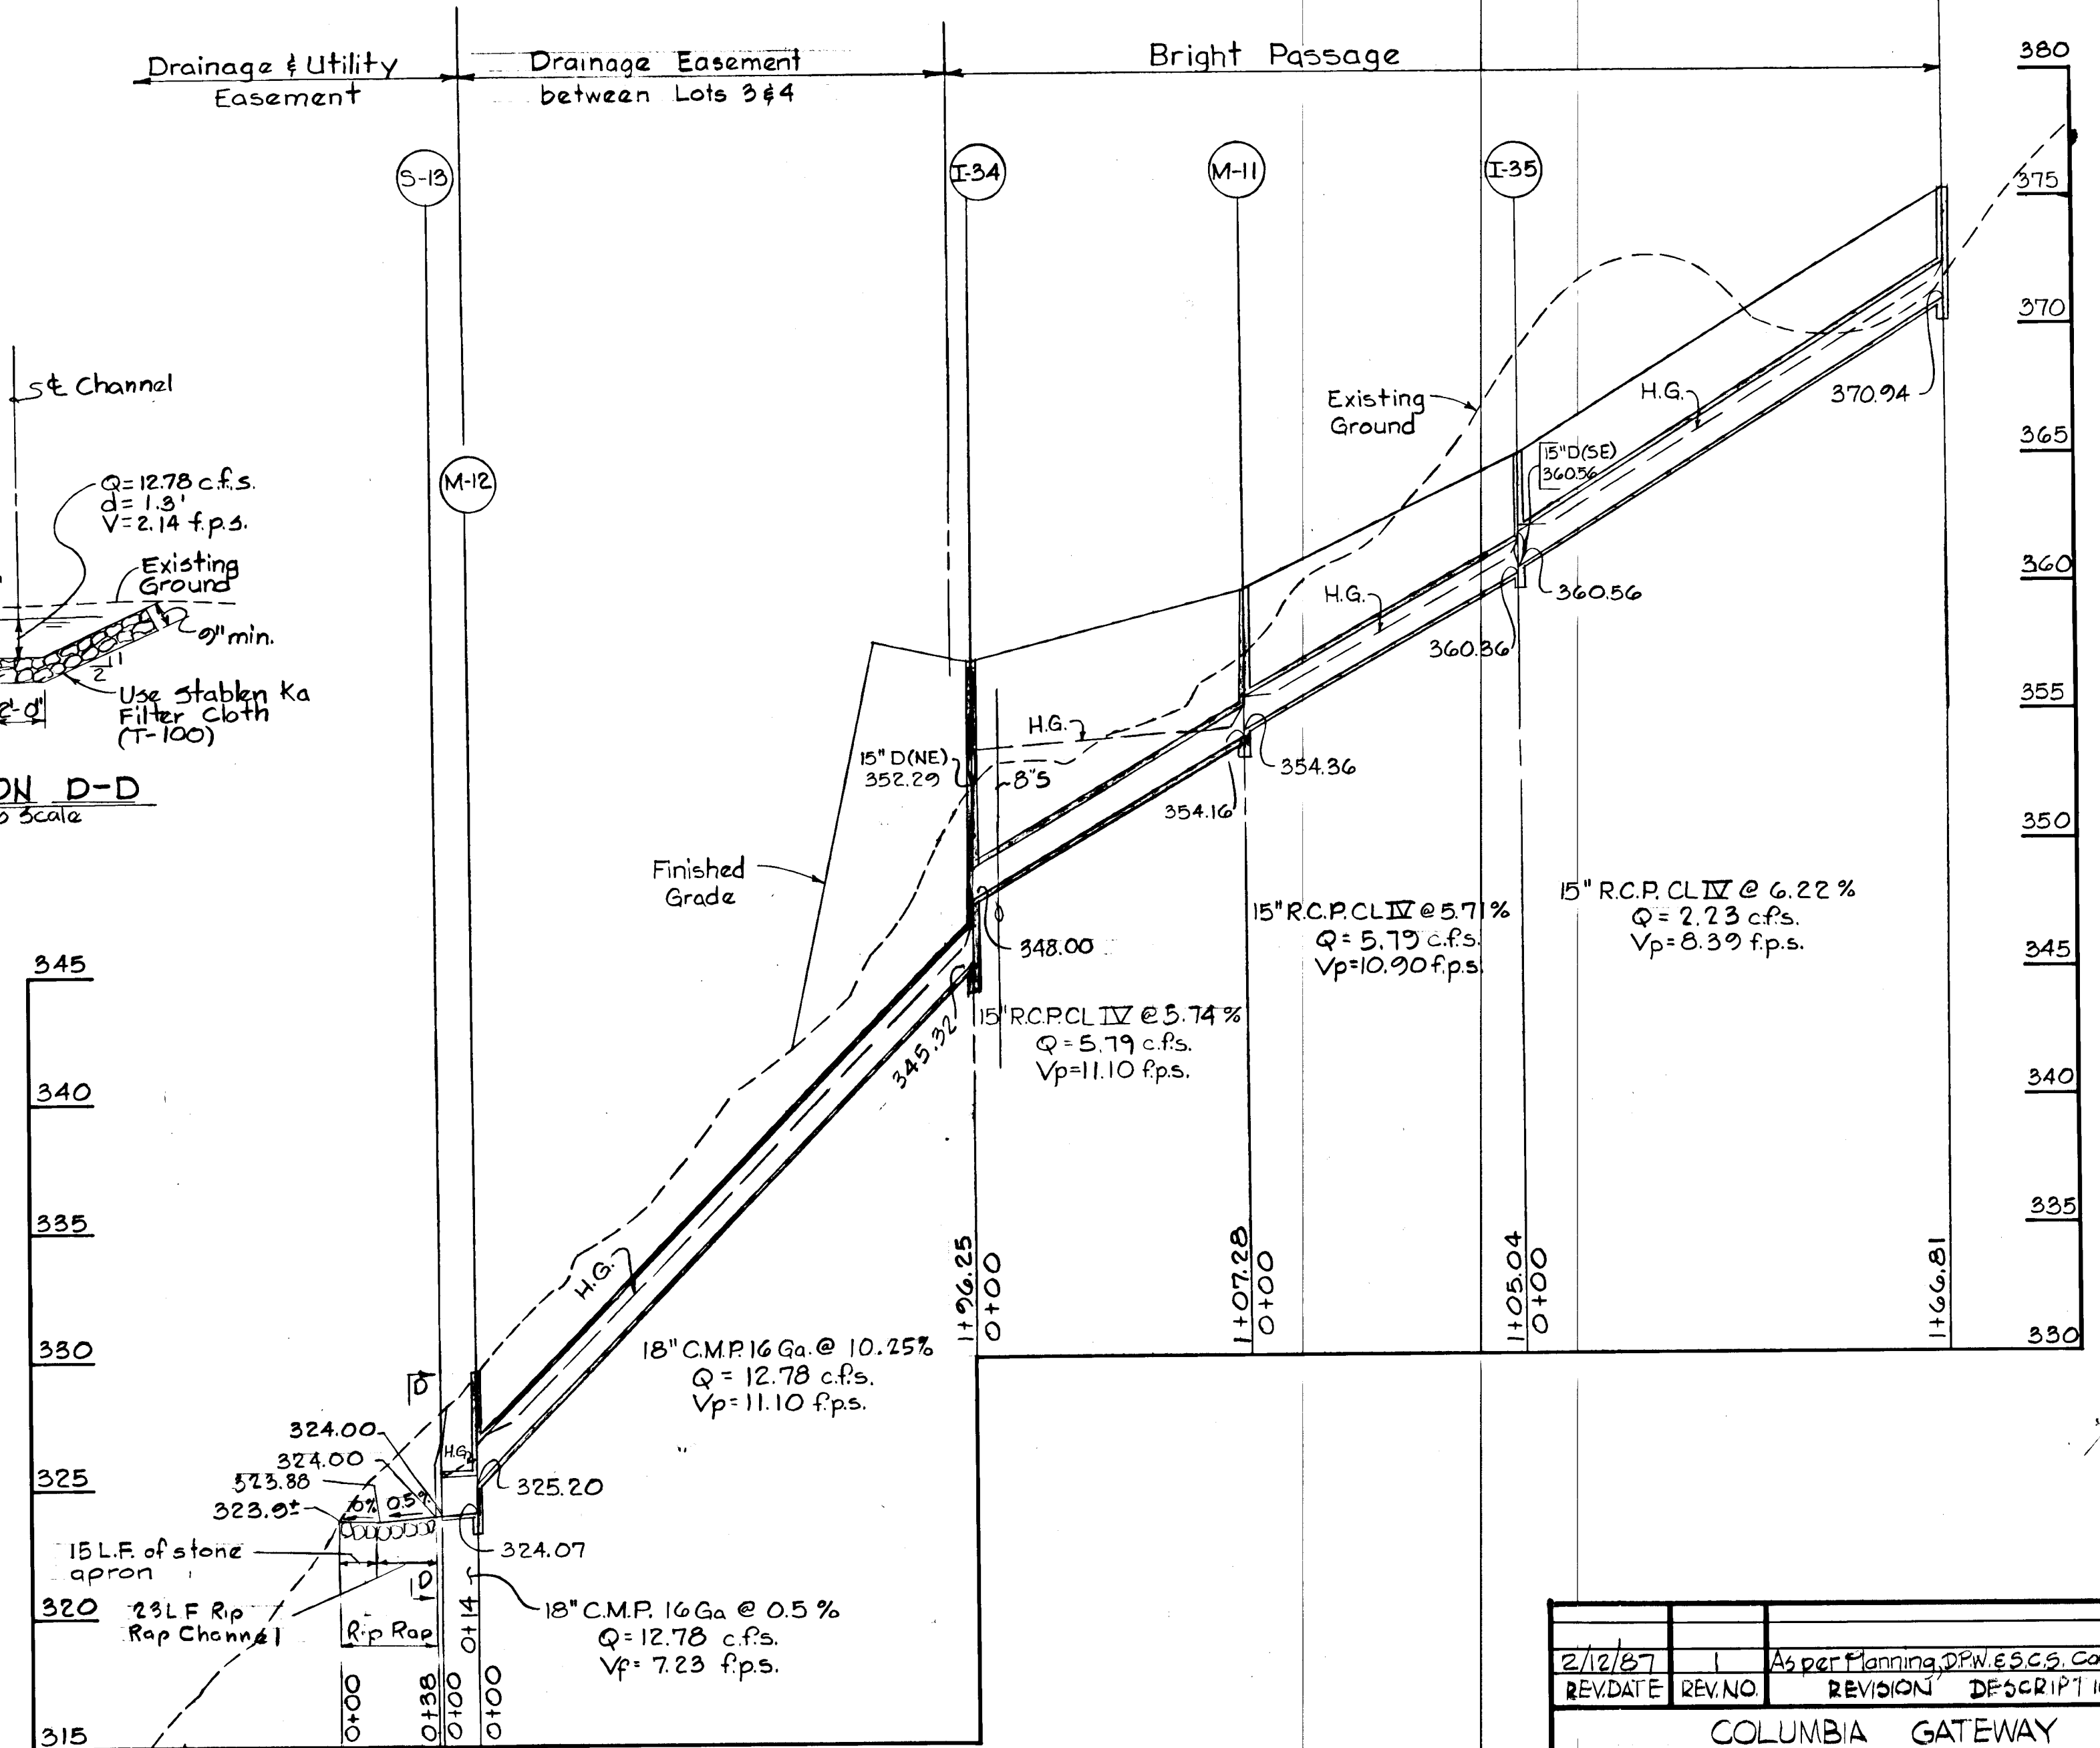 Drainage & Utility
Easement
Drainage Easement
between Lots 3&4
Bright Passage
380
375
370
365
360
355
350
345
340
335
330
S-13
M-12
I-34
M-11
I-35
Channel
Q=12.78 c.f.s.
d=1.3'
V=2.14 f.p.s.
Existing
Ground
9"min.
1
2
2'-0"
Use Stablen Ka
Filter Cloth
(T-100)
D-D
Scale
Existing
Ground
H.G.
370.94
15"D(SE)
360.56
H.G.
360.56
360.36
H.G.
15" D(NE)
352.29
~8"S
354.36
354.16
Finished
Grade
348.00
345.32
15" R.C.P. CL IV @ 6.22%
Q = 2.23 c.f.s.
Vp=8.39 f.p.s.
15" R.C.P. CL IV @ 5.71%
Q = 5.79 c.f.s.
Vp=10.90 f.p.s.
15" R.C.P. CL IV @ 5.74%
Q = 5.79 c.f.s.
Vp=11.10 f.p.s.
345
340
335
330
325
320
315
H.G.
18" C.M.P. 16 Ga. @ 10.25%
Q = 12.78 c.f.s.
Vp=11.10 f.p.s.
D
324.00
324.00
323.88
323.9±
0%
0.5%
H.G.
325.20
324.07
15 L.F. of stone
apron
D
23 L.F Rip
Rap Channel
Rip Rap
18" C.M.P. 16 Ga @ 0.5 %
Q=12.78 c.f.s.
Vf= 7.23 f.p.s.
0+00
0+38
0+00
0+14
0+00
1+96.25
0+00
1+07.28
0+00
1+05.04
0+00
1+66.81
2/12/87 1 As per Planning, D.P.W. & S.C.S.
REV.DATE REV. NO. REVISION
COLUMBIA GATEWAY